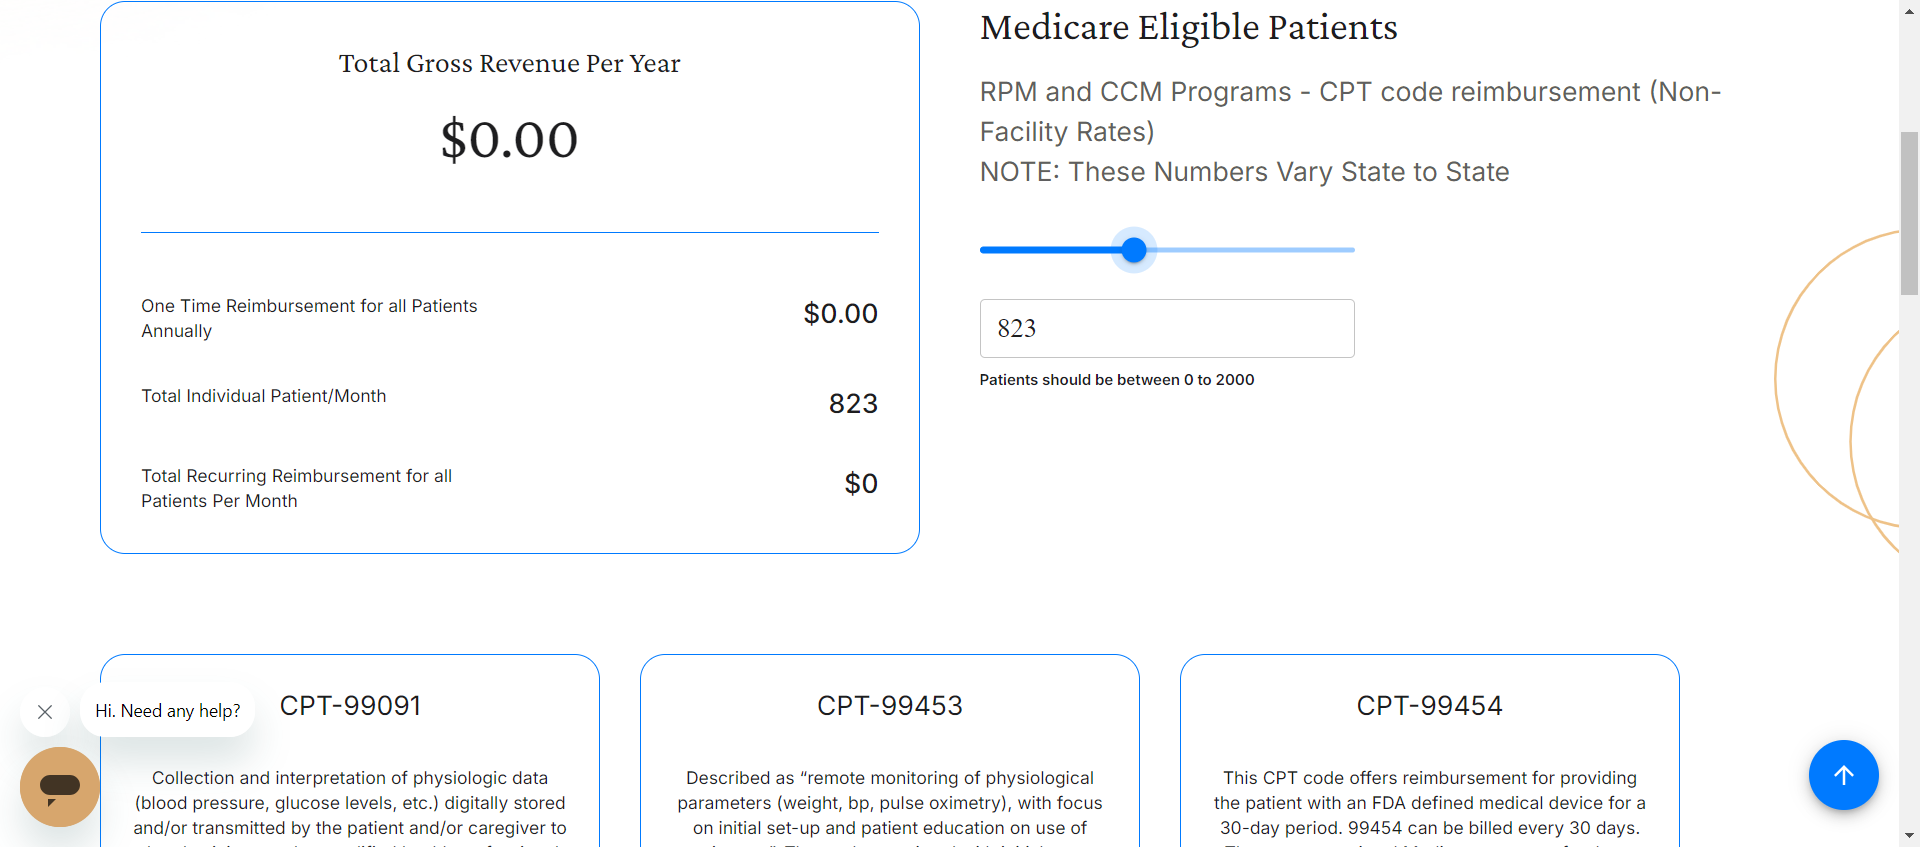 Total Gross Revenue Per Year
$0.00
One Time Reimbursement for all Patients
Annually
$0.00
Total Individual Patient/Month
823
Total Recurring Reimbursement for all
Patients Per Month
$0
Medicare Eligible Patients
RPM and CCM Programs - CPT code reimbursement (Non-
Facility Rates)
NOTE: These Numbers Vary State to State
823
Patients should be between 0 to 2000
CPT-99091
Collection and interpretation of physiologic data
(blood pressure, glucose levels, etc.) digitally stored
and/or transmitted by the patient and/or caregiver to
CPT-99453
Described as “remote monitoring of physiological
parameters (weight, bp, pulse oximetry), with focus
on initial set-up and patient education on use of
CPT-99454
This CPT code offers reimbursement for providing
the patient with an FDA defined medical device for a
30-day period. 99454 can be billed every 30 days.
Hi. Need any help?